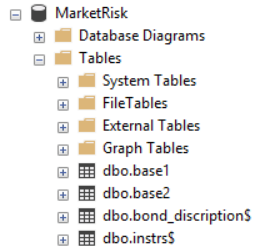 MarketRisk
Database Diagrams
Tables
System Tables
FileTables
External Tables
Graph Tables
dbo.base1
dbo.base2
dbo.bond_discription$
dbo.instrs$